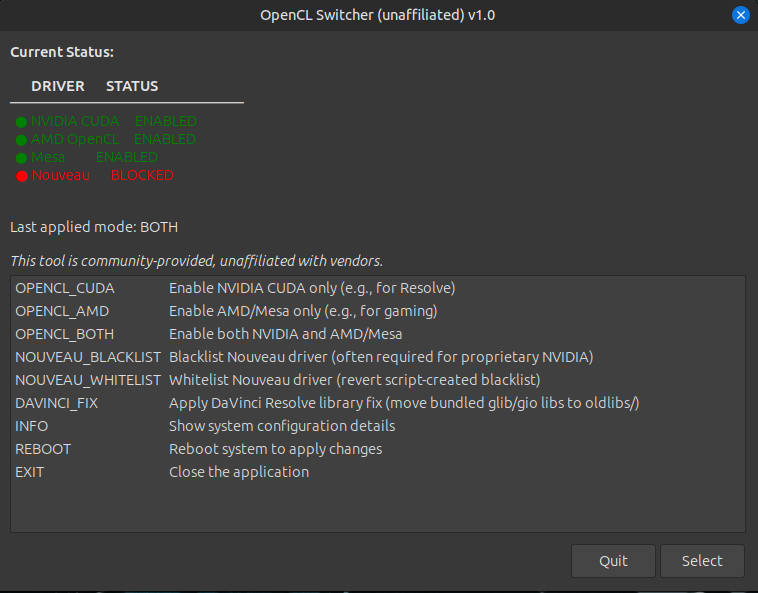 OpenCL Switcher (unaffiliated) v1.0
Current Status:
DRIVER STATUS
NVIDIA CUDA ENABLED
AMD OpenCL ENABLED
Mesa ENABLED
Nouveau BLOCKED
Last applied mode: BOTH
This tool is community-provided, unaffiliated with vendors.
OPENCL_CUDA Enable NVIDIA CUDA only (e.g., for Resolve)
OPENCL_AMD Enable AMD/Mesa only (e.g., for gaming)
OPENCL_BOTH Enable both NVIDIA and AMD/Mesa
NOUVEAU_BLACKLIST Blacklist Nouveau driver (often required for proprietary NVIDIA)
NOUVEAU_WHITELIST Whitelist Nouveau driver (revert script-created blacklist)
DAVINCI_FIX Apply DaVinci Resolve library fix (move bundled glib/gio libs to oldlibs/)
INFO Show system configuration details
REBOOT Reboot system to apply changes
EXIT Close the application
Quit Select